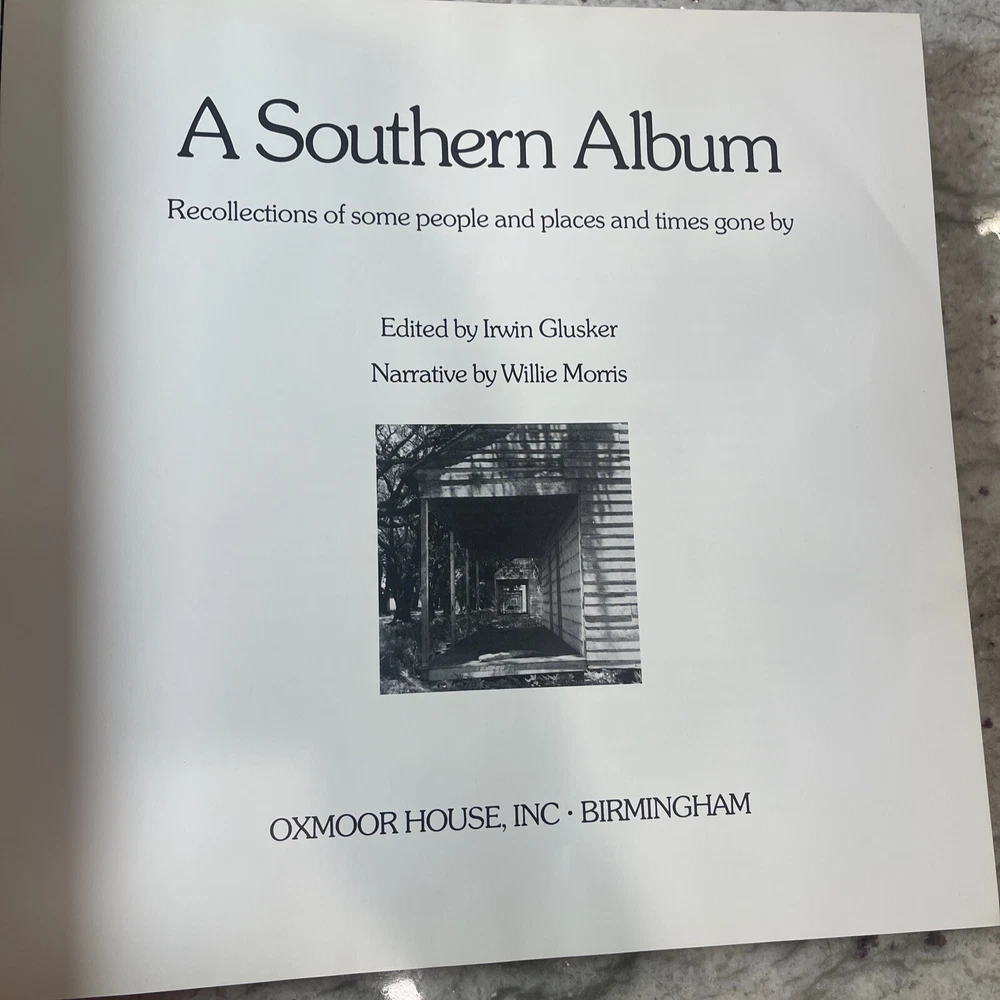 A Southern Album
Recollections of some people and places and times gone by
Edited by Irwin Glusker
Narrative by Willie Morris
OXMOOR HOUSE, INC · BIRMINGHAM